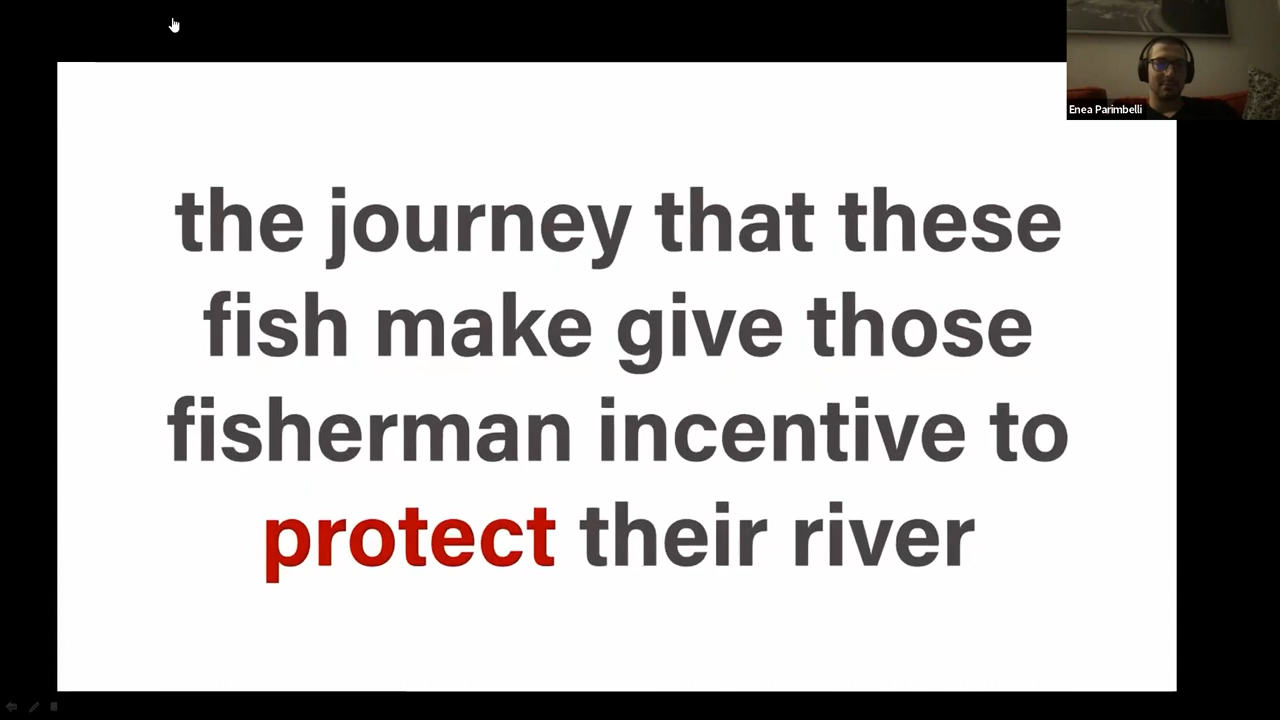 Enea Parimbelli
the journey that these
fish make give those
fisherman incentive to
protect their river